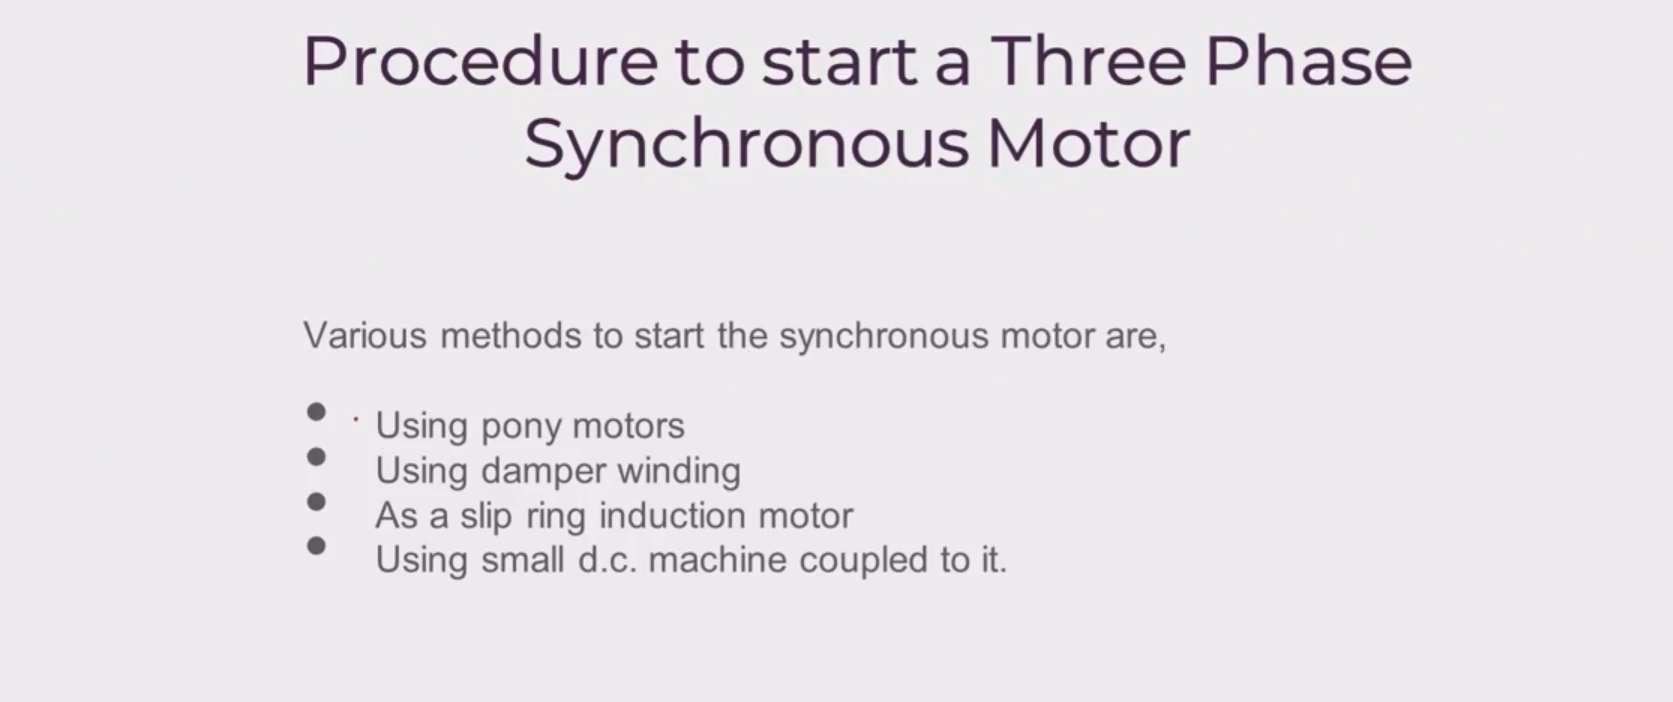 Procedure to start a Three Phase
Synchronous Motor
Various methods to start the synchronous motor are,
• Using pony motors
• Using damper winding
• As a slip ring induction motor
• Using small d.c. machine coupled to it.